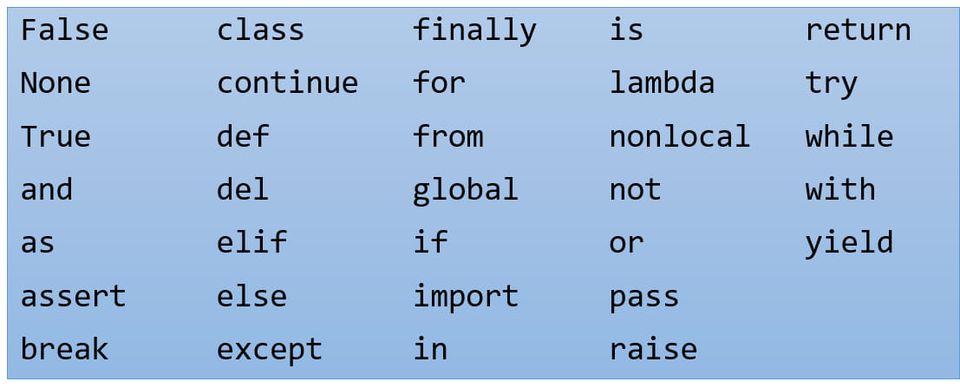 False class finally is return
None continue for lambda try
True def from nonlocal while
and del global not with
as elif if or yield
assert else import pass
break except in raise